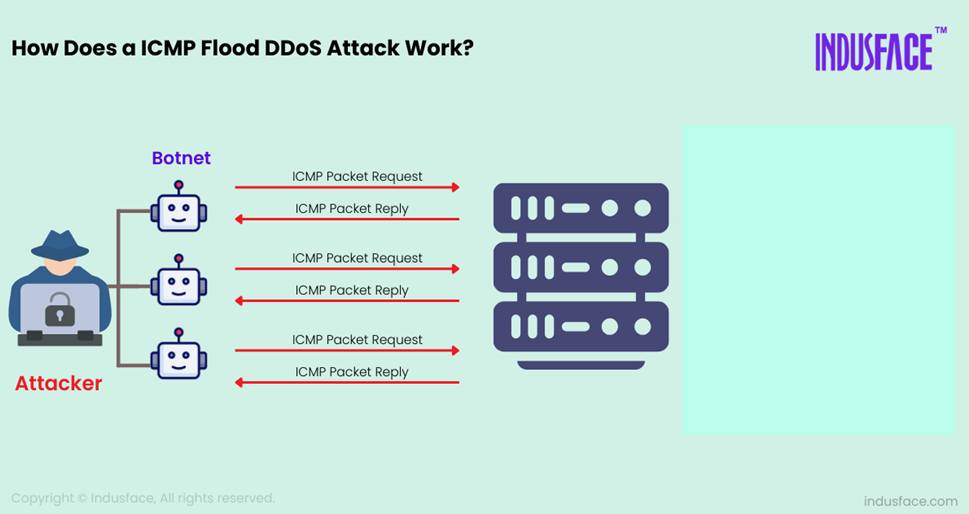 How Does a ICMP Flood DDoS Attack Work?
INDUSFACE™
Botnet
ICMP Packet Request
ICMP Packet Reply
ICMP Packet Request
ICMP Packet Reply
ICMP Packet Request
ICMP Packet Reply
Attacker
Copyright © Indusface, All rights reserved.
indusface.com